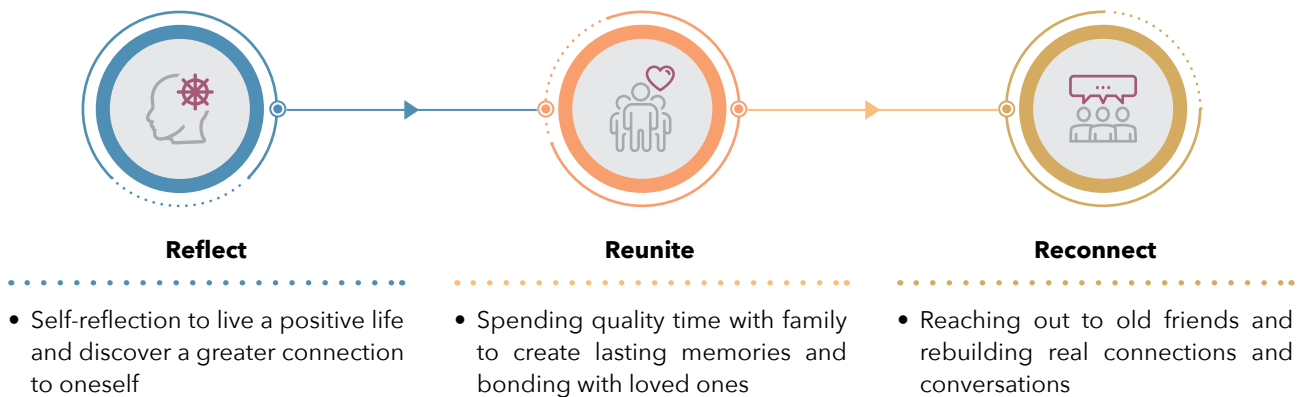 Reflect
• Self-reflection to live a positive life
and discover a greater connection
to oneself
Reunite
• Spending quality time with family
to create lasting memories and
bonding with loved ones
Reconnect
• Reaching out to old friends and
rebuilding real connections and
conversations